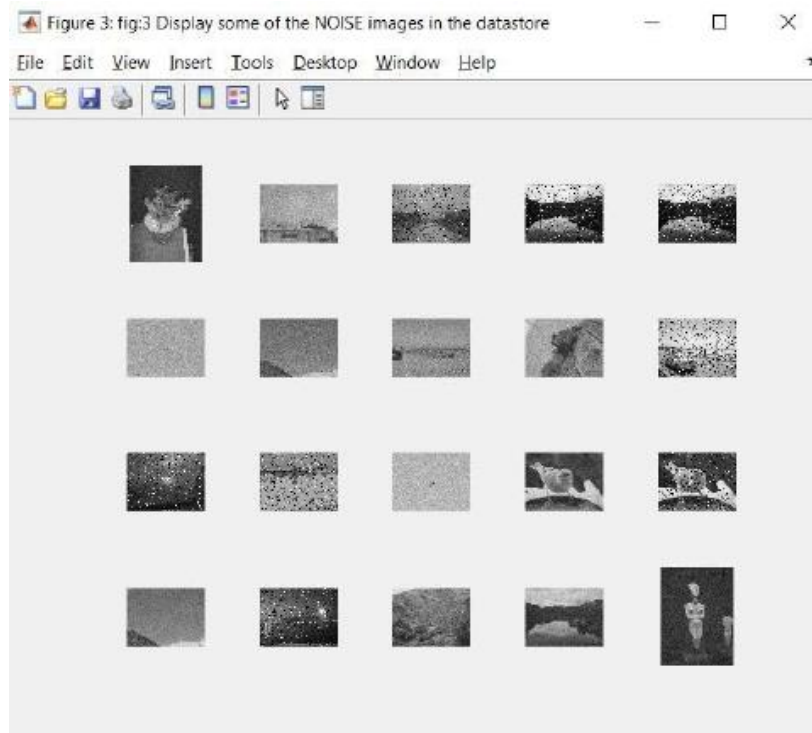 Figure 3: fig:3 Display some of the NOISE images in the datastore
File Edit View Insert Tools Desktop Window Help